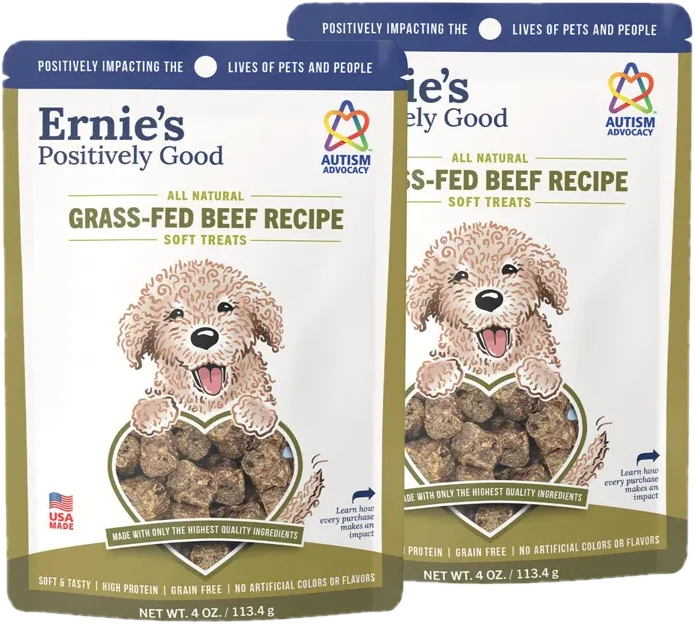 POSITIVELY IMPACTING THE LIVES OF PETS AND PEOPLE
Ernie's
Positively Good
AUTISM
ADVOCACY
ALL NATURAL
GRASS-FED BEEF RECIPE
SOFT TREATS
USA
MADE
Learn how
every purchase
makes an
impact
MADE WITH ONLY THE HIGHEST QUALITY INGREDIENTS
SOFT & TASTY | HIGH PROTEIN | GRAIN FREE | NO ARTIFICIAL COLORS OR FLAVORS
NET WT. 4 OZ. / 113.4 g
POSITIVELY IMPACTING THE LIVES OF PETS AND PEOPLE
ie's
ely Good
AUTISM
ADVOCACY
ALL NATURAL
SS-FED BEEF RECIPE
SOFT TREATS
Learn how
every purchase
makes an
impact
DE WITH ONLY THE HIGHEST QUALITY INGREDIENTS
PROTEIN | GRAIN FREE | NO ARTIFICIAL COLORS OR FLAVORS
NET WT. 4 OZ. / 113.4 g